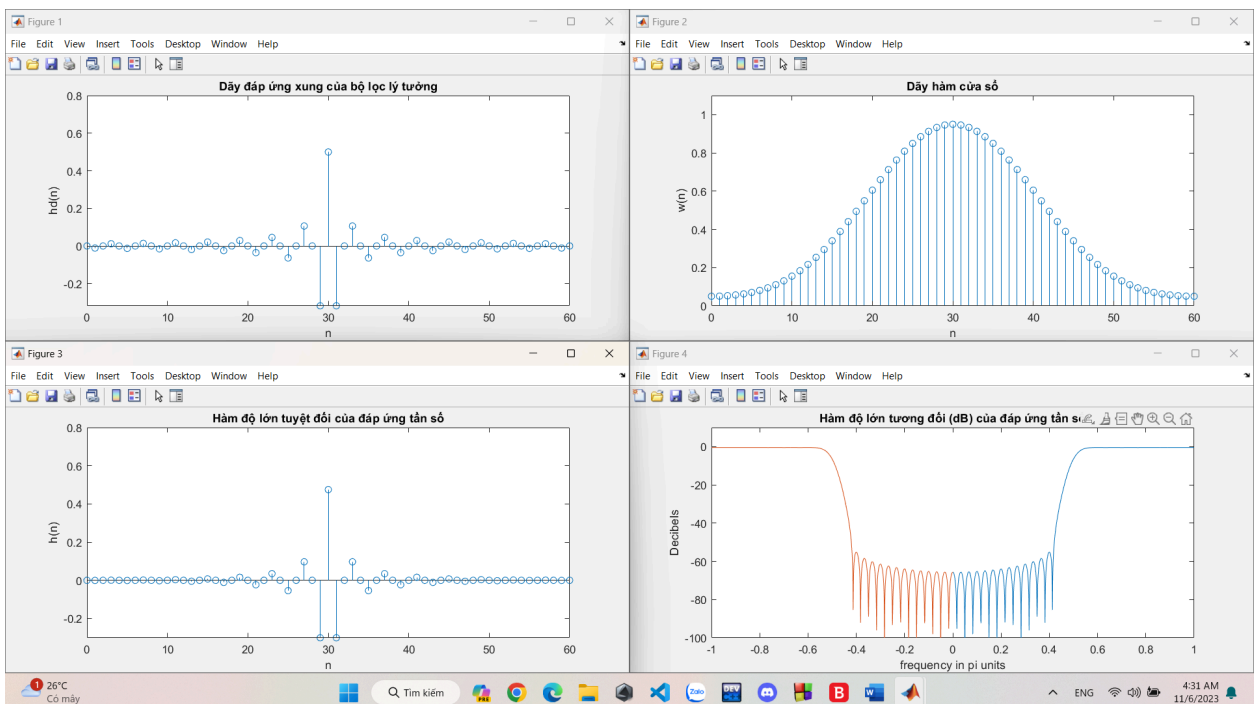 Figure 1
File Edit View Insert Tools Desktop Window Help
Dãy đáp ứng xung của bộ lọc lý tưởng
0.8
0.6
0.4
0.2
0
-0.2
hd(n)
0 10 20 30 40 50 60
n
Figure 2
File Edit View Insert Tools Desktop Window Help
Dãy hàm cửa sổ
1
0.8
0.6
0.4
0.2
0
w(n)
0 10 20 30 40 50 60
n
Figure 3
File Edit View Insert Tools Desktop Window Help
Hàm độ lớn tuyệt đối của đáp ứng tần số
0.8
0.6
0.4
0.2
0
-0.2
h(n)
0 10 20 30 40 50 60
n
Figure 4
File Edit View Insert Tools Desktop Window Help
Hàm độ lớn tương đối (dB) của đáp ứng tần s
0
-20
-40
-60
-80
-100
Decibels
-1 -0.8 -0.6 -0.4 -0.2 0 0.2 0.4 0.6 0.8 1
frequency in pi units
1
26°C
Có mây
Tìm kiếm
PRE
Zalo
DEV
B
ENG
4:31 AM
11/6/2023